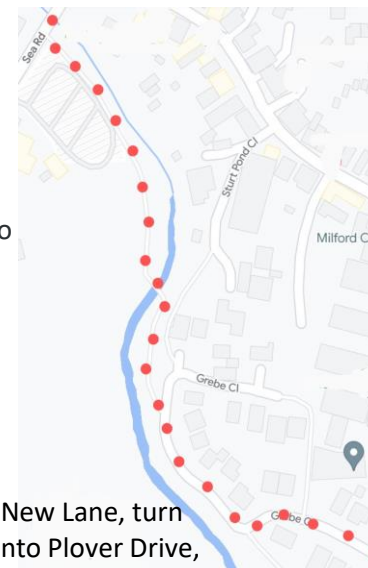 Sea Rd
o
Sturt Pond Cl
Milford C
Grebe Cl
Grebe C
New Lane, turn
nto Plover Drive,